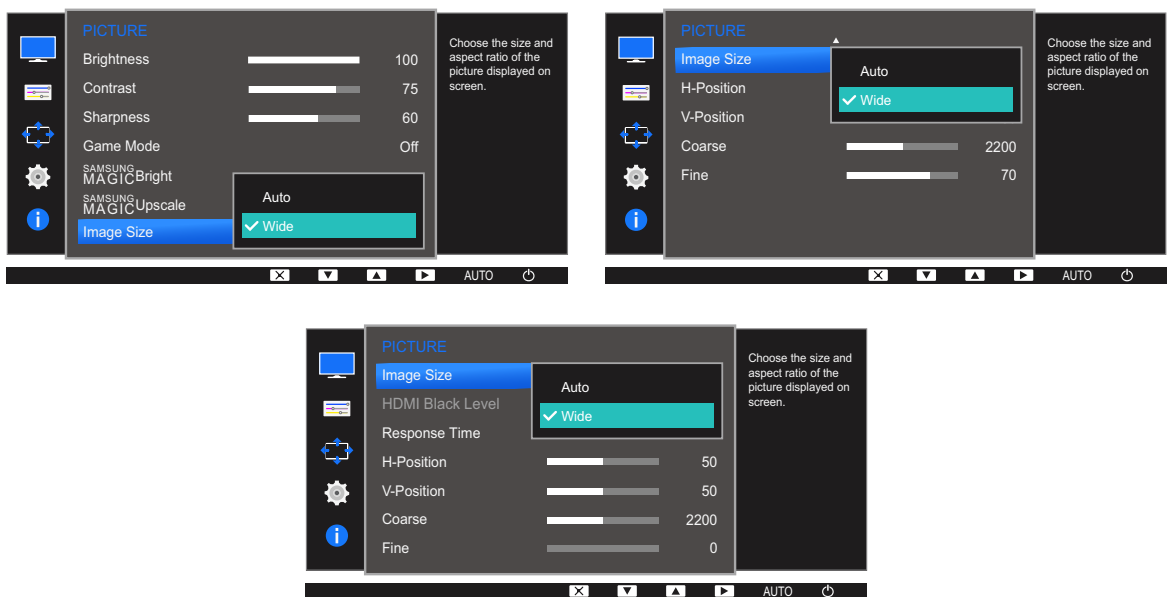 PICTURE
Brightness 100
Contrast 75
Sharpness 60
Game Mode Off
SAMSUNG
MAGICBright
SAMSUNG
MAGICUpscale
Image Size
Auto
Wide
Choose the size and
aspect ratio of the
picture displayed on
screen.
AUTO
PICTURE
Image Size
H-Position
V-Position
Coarse 2200
Fine 70
Auto
Wide
Choose the size and
aspect ratio of the
picture displayed on
screen.
AUTO
PICTURE
Image Size
HDMI Black Level
Response Time
H-Position 50
V-Position 50
Coarse 2200
Fine 0
Auto
Wide
Choose the size and
aspect ratio of the
picture displayed on
screen.
AUTO